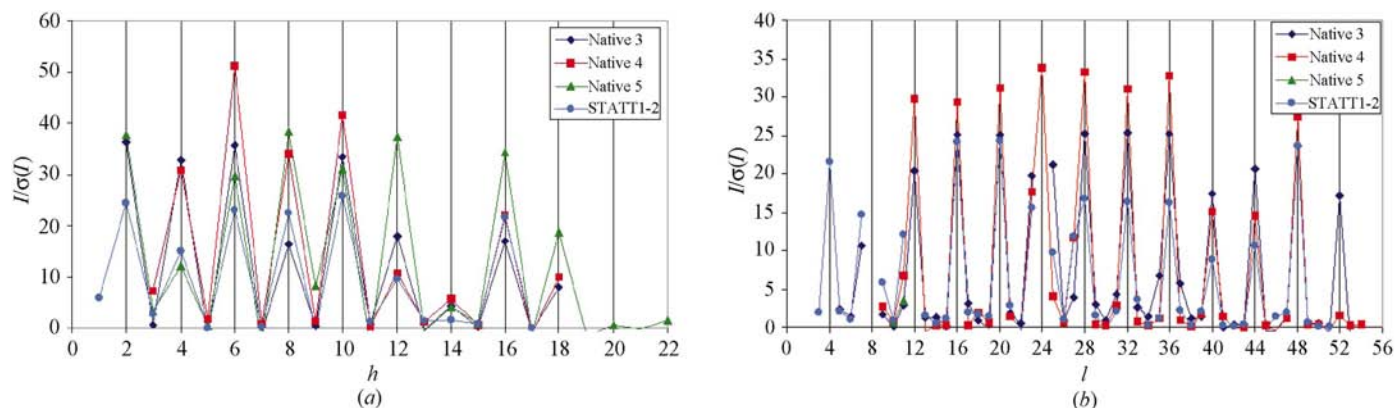 60
50
40
30
20
10
0
I/σ(I)
Native 3
Native 4
Native 5
STATT1-2
0 2 4 6 8 10 12 14 16 18 20 22
h
(a)
40
35
30
25
20
15
10
5
0
I/σ(I)
Native 3
Native 4
Native 5
STATT1-2
0 4 8 12 16 20 24 28 32 36 40 44 48 52 56
l
(b)